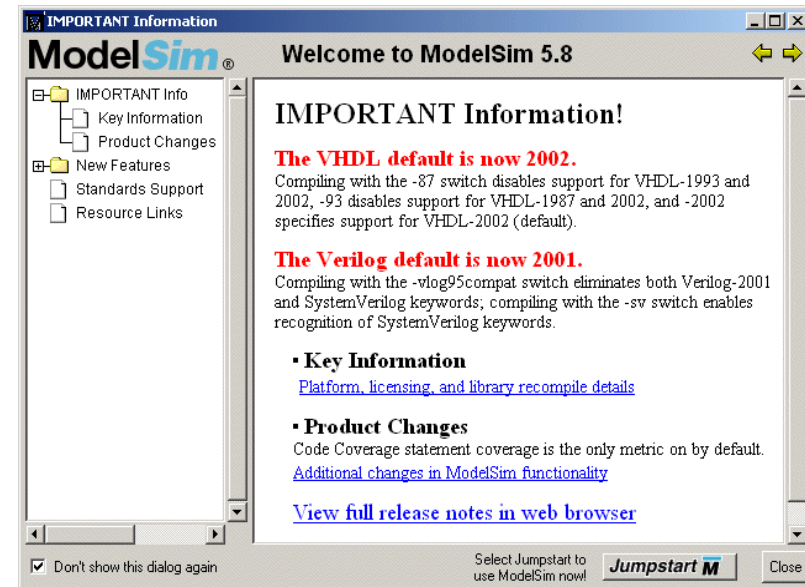 IMPORTANT Information
ModelSim ®
Welcome to ModelSim 5.8
IMPORTANT Info
Key Information
Product Changes
New Features
Standards Support
Resource Links
IMPORTANT Information!
The VHDL default is now 2002.
Compiling with the -87 switch disables support for VHDL-1993 and
2002, -93 disables support for VHDL-1987 and 2002, and -2002
specifies support for VHDL-2002 (default).
The Verilog default is now 2001.
Compiling with the -vlog95compat switch eliminates both Verilog-2001
and SystemVerilog keywords; compiling with the -sv switch enables
recognition of SystemVerilog keywords.
▪ Key Information
Platform, licensing, and library recompile details
▪ Product Changes
Code Coverage statement coverage is the only metric on by default.
Additional changes in ModelSim functionality
View full release notes in web browser
Don't show this dialog again
Select Jumpstart to
use ModelSim now!
Jumpstart M
Close